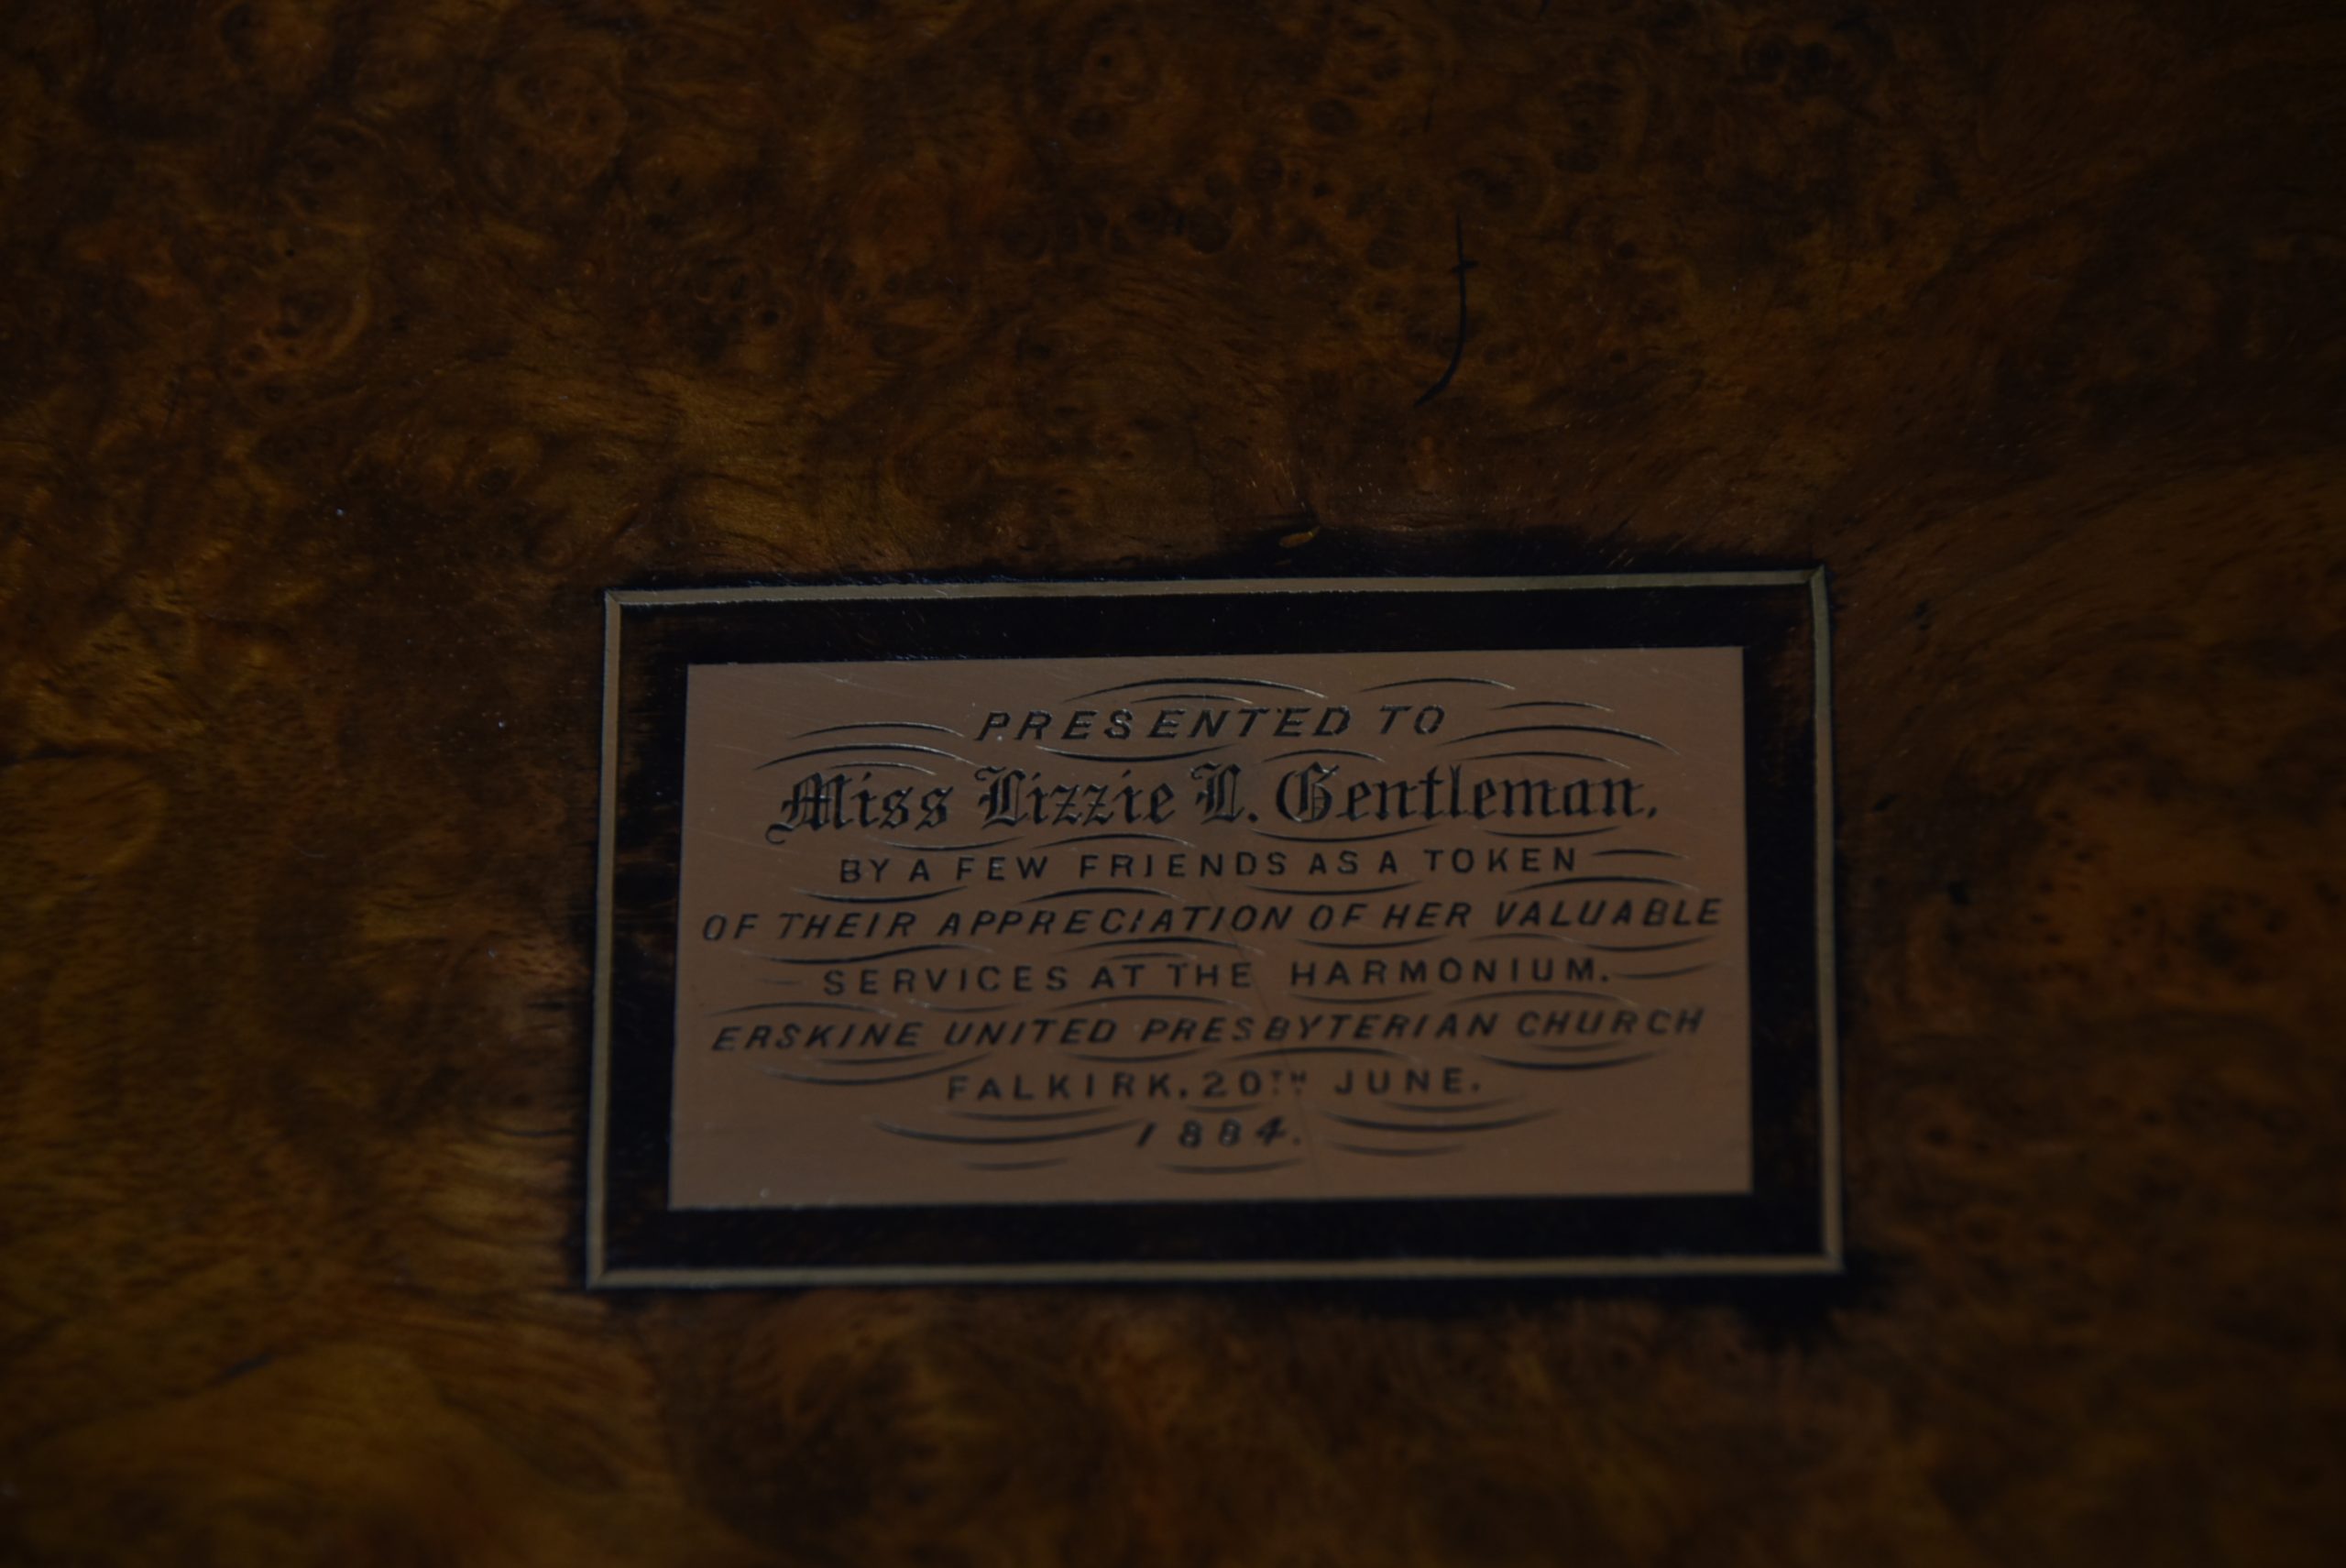 PRESENTED TO
Miss Lizzie L. Gentleman.
BY A FEW FRIENDS AS A TOKEN
OF THEIR APPRECIATION OF HER VALUABLE
SERVICES AT THE HARMONIUM.
ERSKINE UNITED PRESBYTERIAN CHURCH
FALKIRK. 20TH JUNE.
1884.